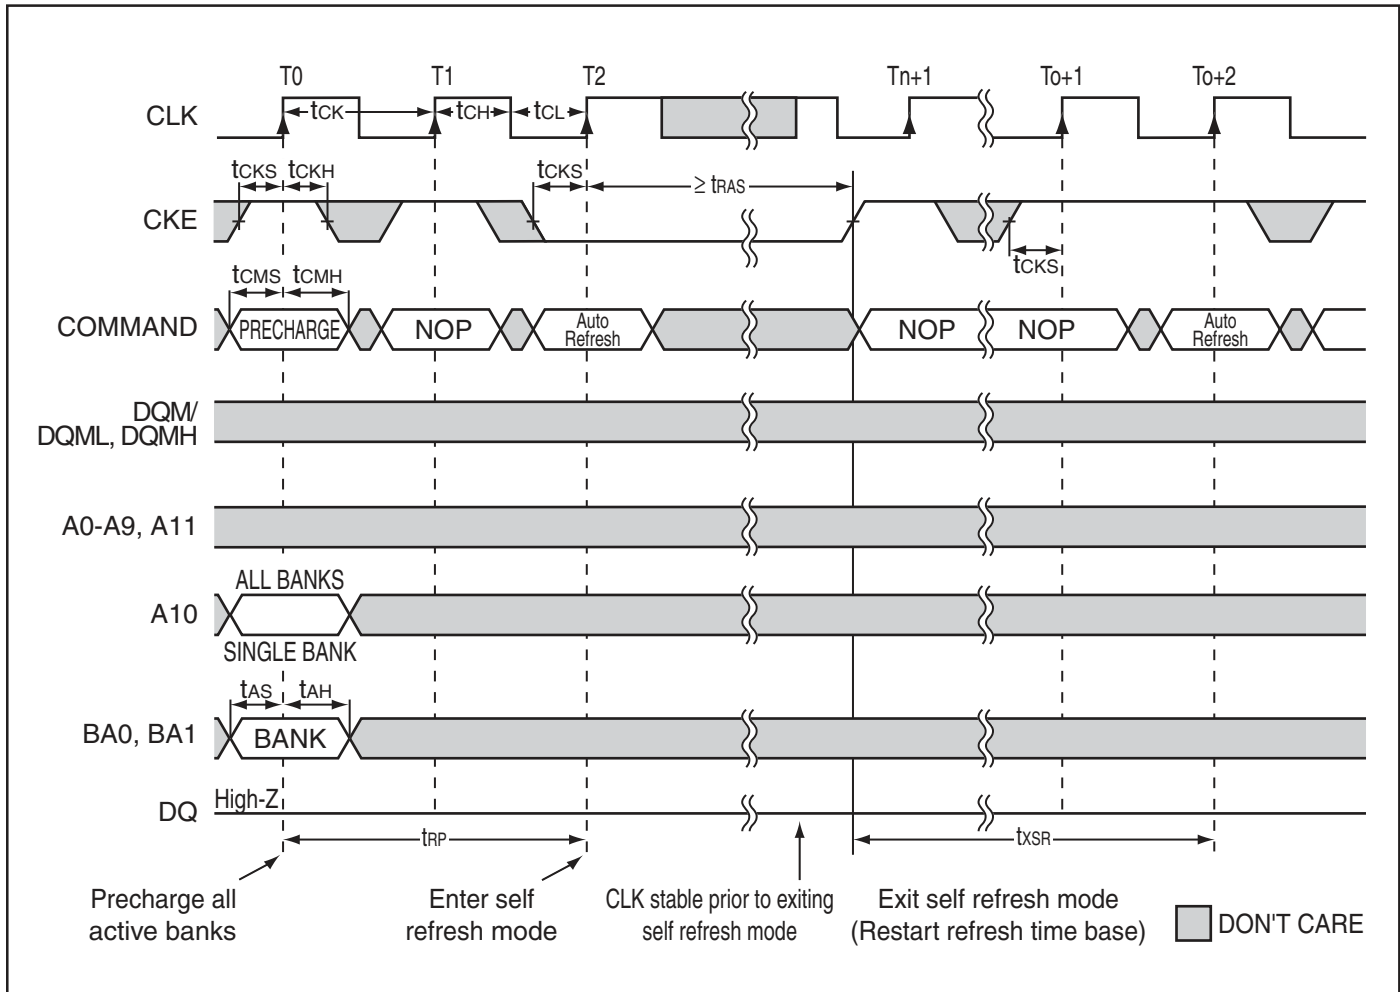 T0 T1 T2 Tn+1 To+1 To+2
CLK tCK tCH tCL
tCKS tCKH tCKS ≥ tRAS
CKE
tCKS
tCMS tCMH
COMMAND PRECHARGE NOP Auto Refresh NOP NOP Auto Refresh
DQM/
DQML, DQMH
A0-A9, A11
ALL BANKS
A10
SINGLE BANK
tAS tAH
BA0, BA1 BANK
DQ High-Z
tRP tXSR
Precharge all
active banks
Enter self
refresh mode
CLK stable prior to exiting
self refresh mode
Exit self refresh mode
(Restart refresh time base)
DON'T CARE